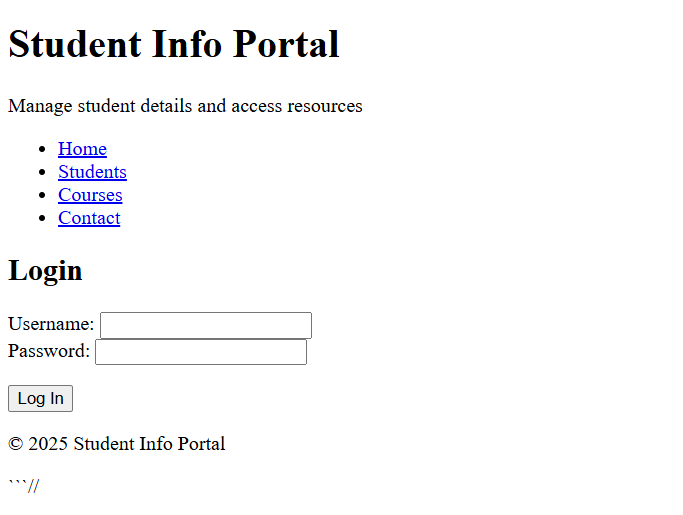 Student Info Portal
Manage student details and access resources
Home
Students
Courses
Contact
Login
Username:
Password:
Log In
© 2025 Student Info Portal
```//